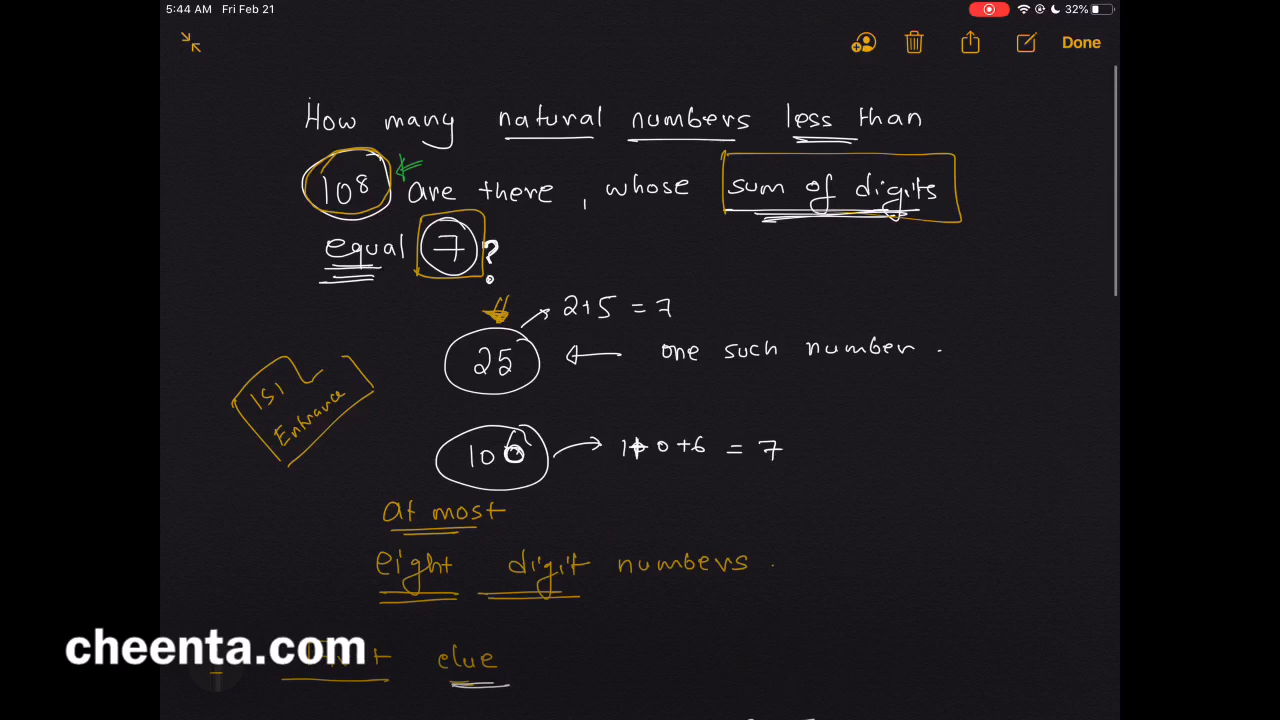 5:44 AM Fri Feb 21
32%
Done
How many natural numbers less than
10⁸ are there, whose sum of digits
equal 7?
2+5 = 7
25 ← one such number.
ISI
Entrance
106 → 1+0+6 = 7
At most
eight digit numbers.
cheenta.com
clue